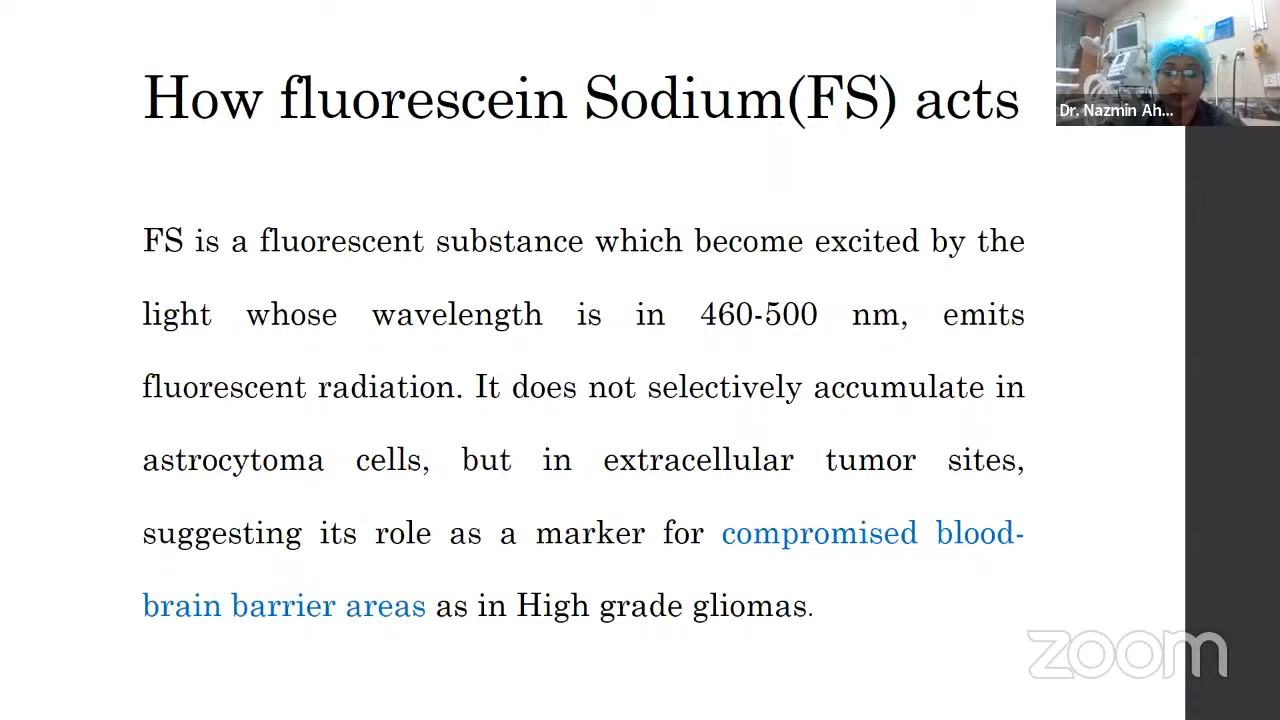 How fluorescein Sodium(FS) acts
Dr. Nazmin Ah...
FS is a fluorescent substance which become excited by the
light whose wavelength is in 460-500 nm, emits
fluorescent radiation. It does not selectively accumulate in
astrocytoma cells, but in extracellular tumor sites,
suggesting its role as a marker for compromised blood-
brain barrier areas as in High grade gliomas.
zoom